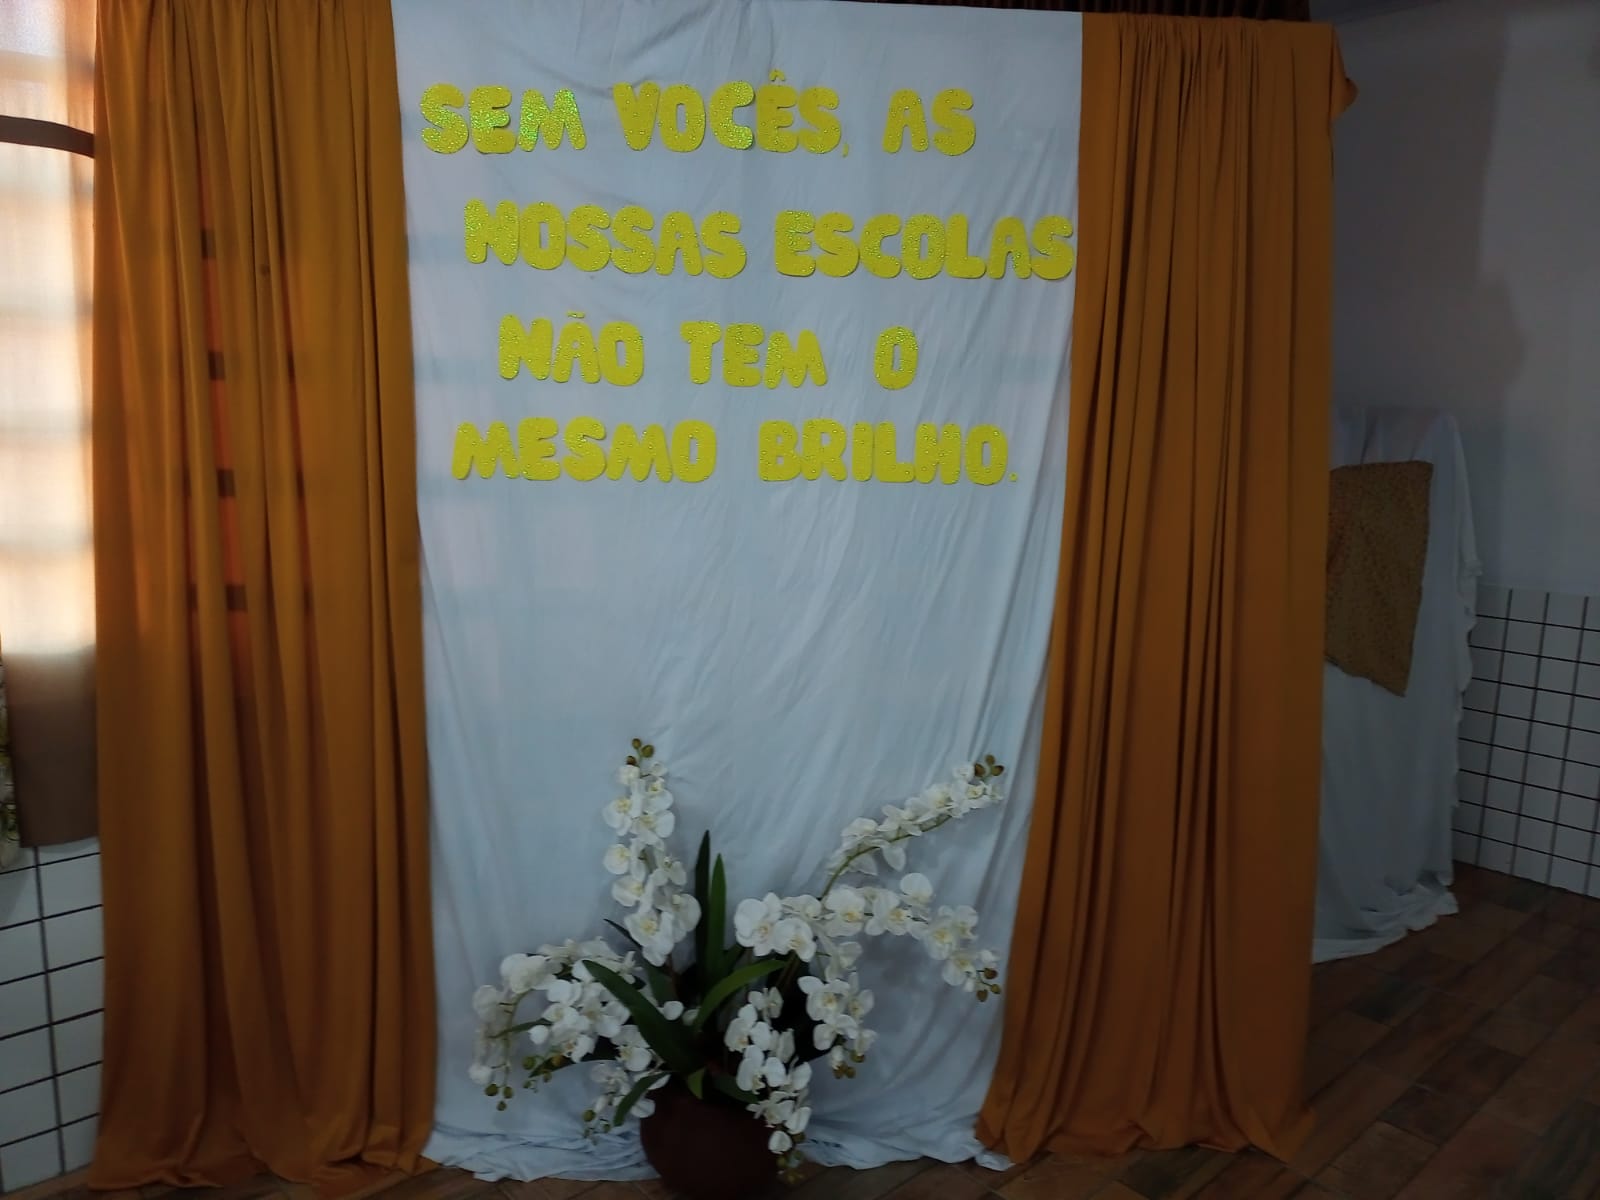 SEM VOCÊS, AS
NOSSAS ESCOLAS
NÃO TEM O
MESMO BRILHO.